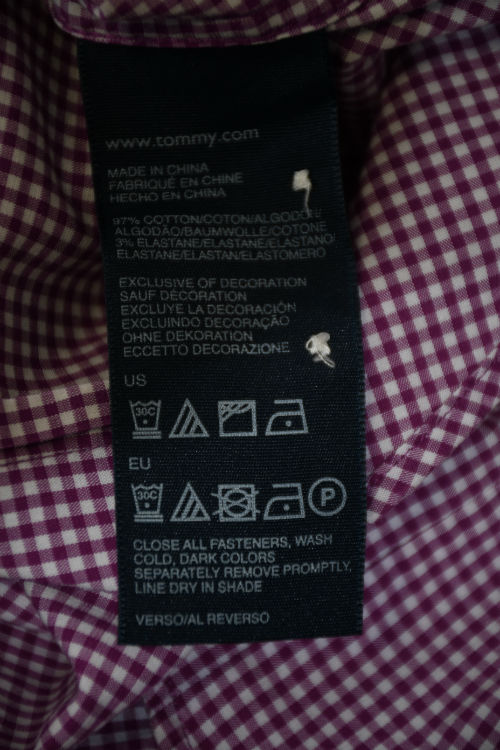 www.tommy.com
MADE IN CHINA
FABRIQUÉ EN CHINE
HECHO EN CHINA
97% COTTON/COTON/ALGODÓN/
ALGODÃO/BAUMWOLLE/COTONE
3% ELASTANE/ELASTANE/ELASTANO/
ELASTANE/ELASTAN/ELASTOMERO
EXCLUSIVE OF DECORATION
SAUF DÉCORATION
EXCLUYE LA DECORACIÓN
EXCLUINDO DECORAÇÃO
OHNE DEKORATION
ECCETTO DECORAZIONE
US
30C
EU
30C P
CLOSE ALL FASTENERS, WASH
COLD, DARK COLORS
SEPARATELY REMOVE PROMPTLY,
LINE DRY IN SHADE
VERSO/AL REVERSO